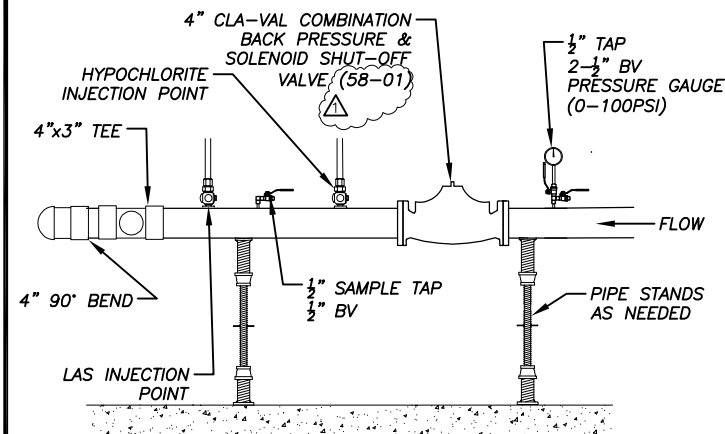 4" CLA-VAL COMBINATION
BACK PRESSURE &
SOLENOID SHUT-OFF
VALVE (58-01)
1
HYPOCHLORITE
INJECTION POINT
4"x3" TEE
1/2" TAP
2-1/2" BV
PRESSURE GAUGE
(0-100PSI)
FLOW
4" 90° BEND
1/2" SAMPLE TAP
1/2" BV
PIPE STANDS
AS NEEDED
LAS INJECTION
POINT